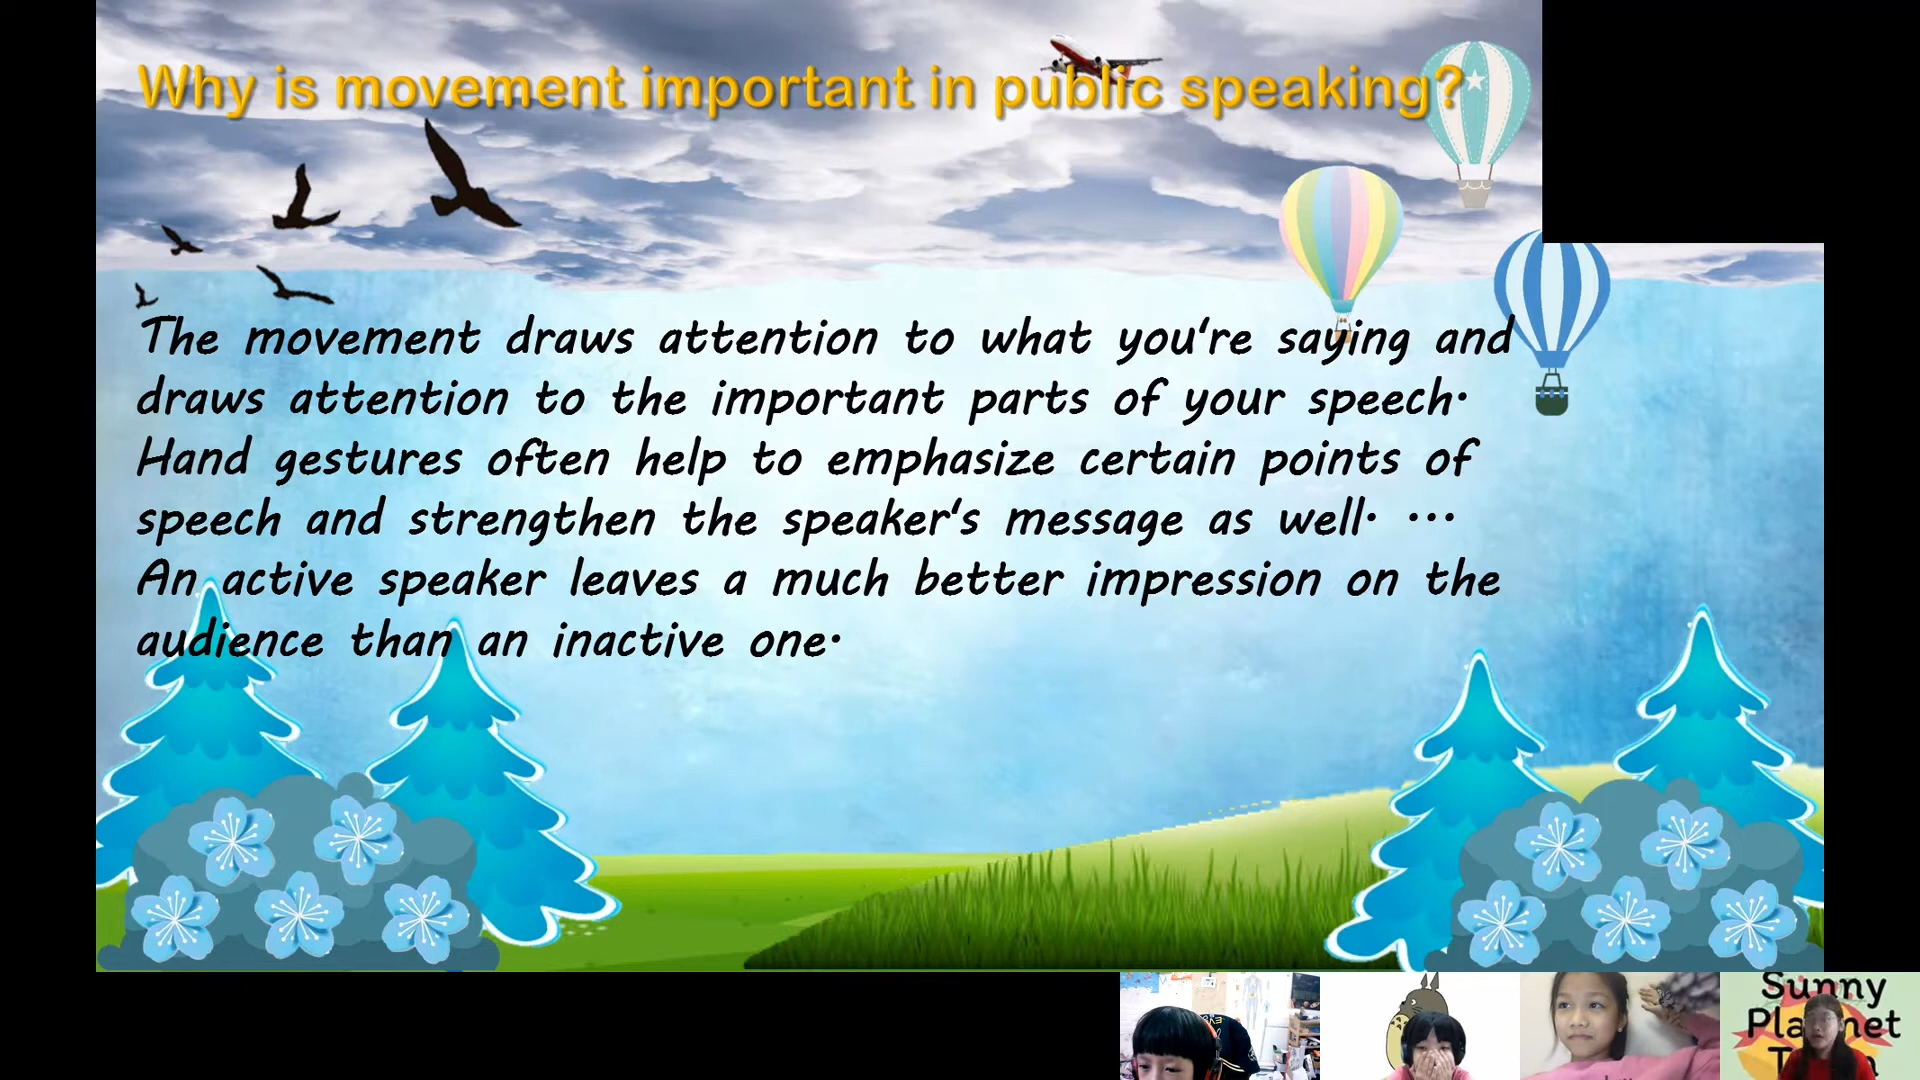 Why is movement important in public speaking?
The movement draws attention to what you're saying and
draws attention to the important parts of your speech.
Hand gestures often help to emphasize certain points of
speech and strengthen the speaker's message as well. ...
An active speaker leaves a much better impression on the
audience than an inactive one.
Sunny